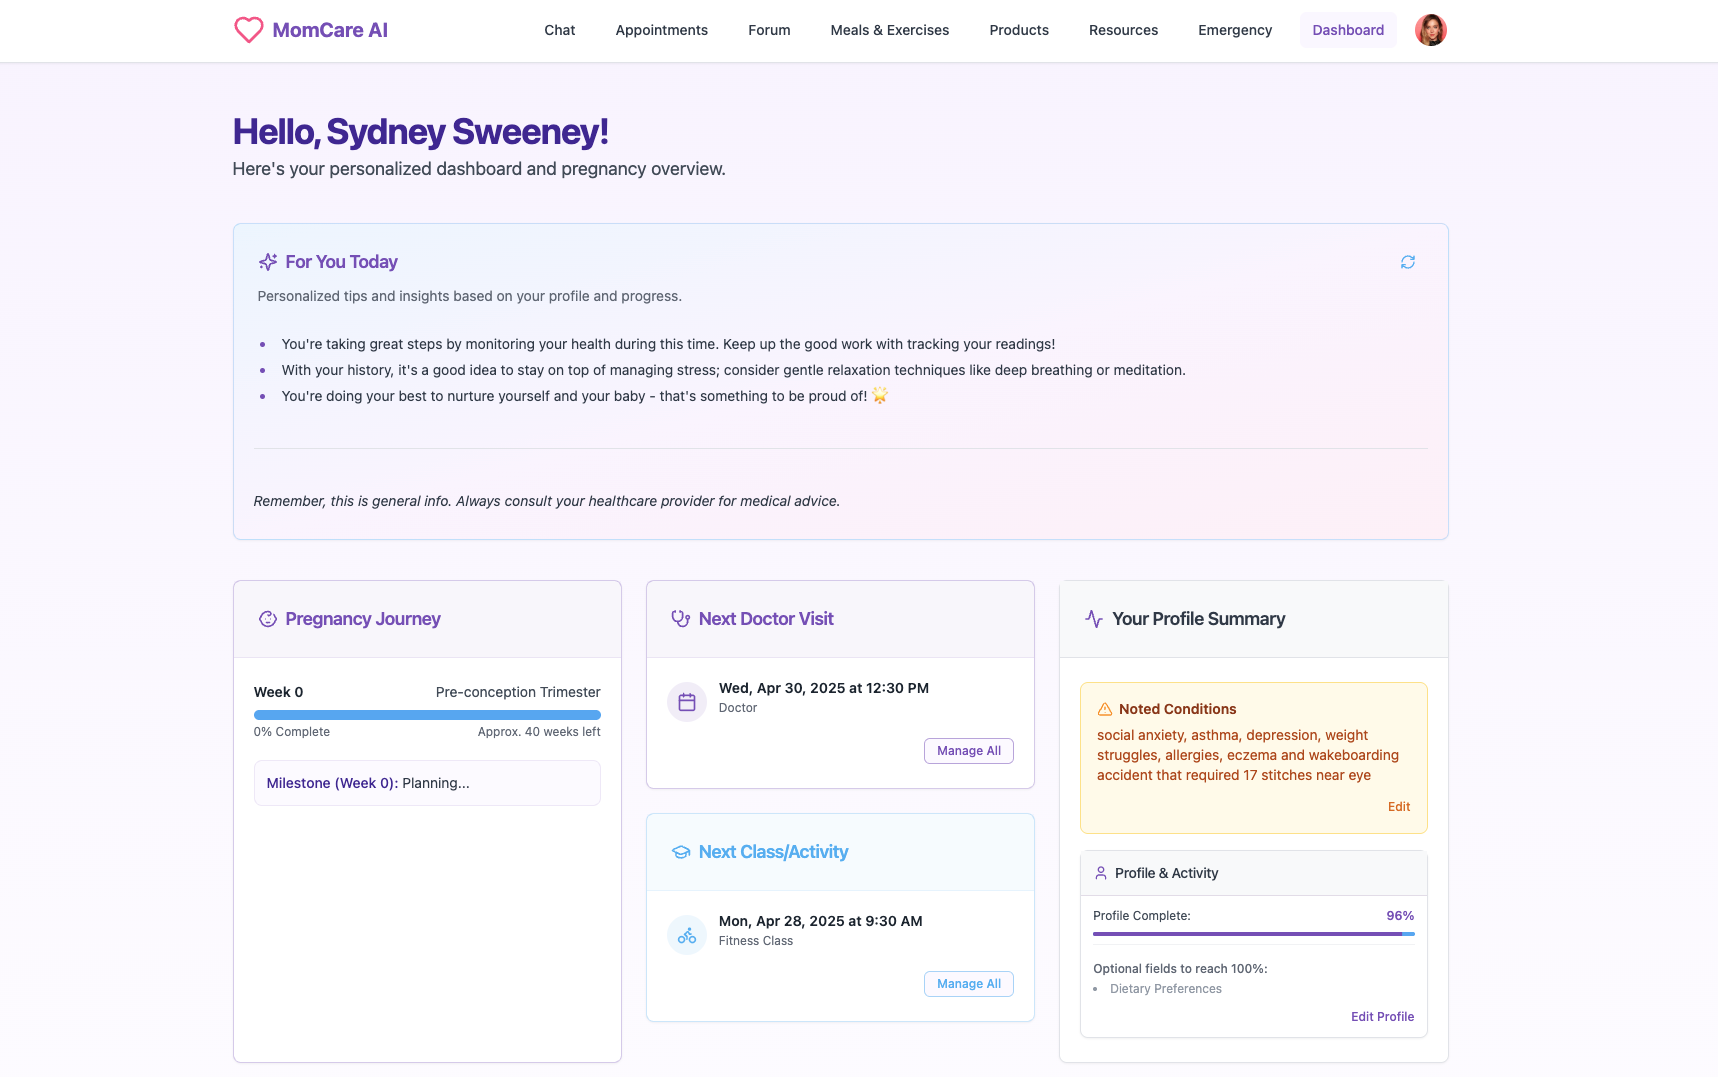 MomCare AI
Chat
Appointments
Forum
Meals & Exercises
Products
Resources
Emergency
Dashboard
Hello, Sydney Sweeney!
Here's your personalized dashboard and pregnancy overview.
For You Today
Personalized tips and insights based on your profile and progress.
You're taking great steps by monitoring your health during this time. Keep up the good work with tracking your readings!
With your history, it's a good idea to stay on top of managing stress; consider gentle relaxation techniques like deep breathing or meditation.
You're doing your best to nurture yourself and your baby - that's something to be proud of! 🌟
Remember, this is general info. Always consult your healthcare provider for medical advice.
Pregnancy Journey
Week 0
Pre-conception Trimester
0% Complete
Approx. 40 weeks left
Milestone (Week 0): Planning...
Next Doctor Visit
Wed, Apr 30, 2025 at 12:30 PM
Doctor
Manage All
Next Class/Activity
Mon, Apr 28, 2025 at 9:30 AM
Fitness Class
Manage All
Your Profile Summary
Noted Conditions
social anxiety, asthma, depression, weight
struggles, allergies, eczema and wakeboarding
accident that required 17 stitches near eye
Edit
Profile & Activity
Profile Complete:
96%
Optional fields to reach 100%:
Dietary Preferences
Edit Profile